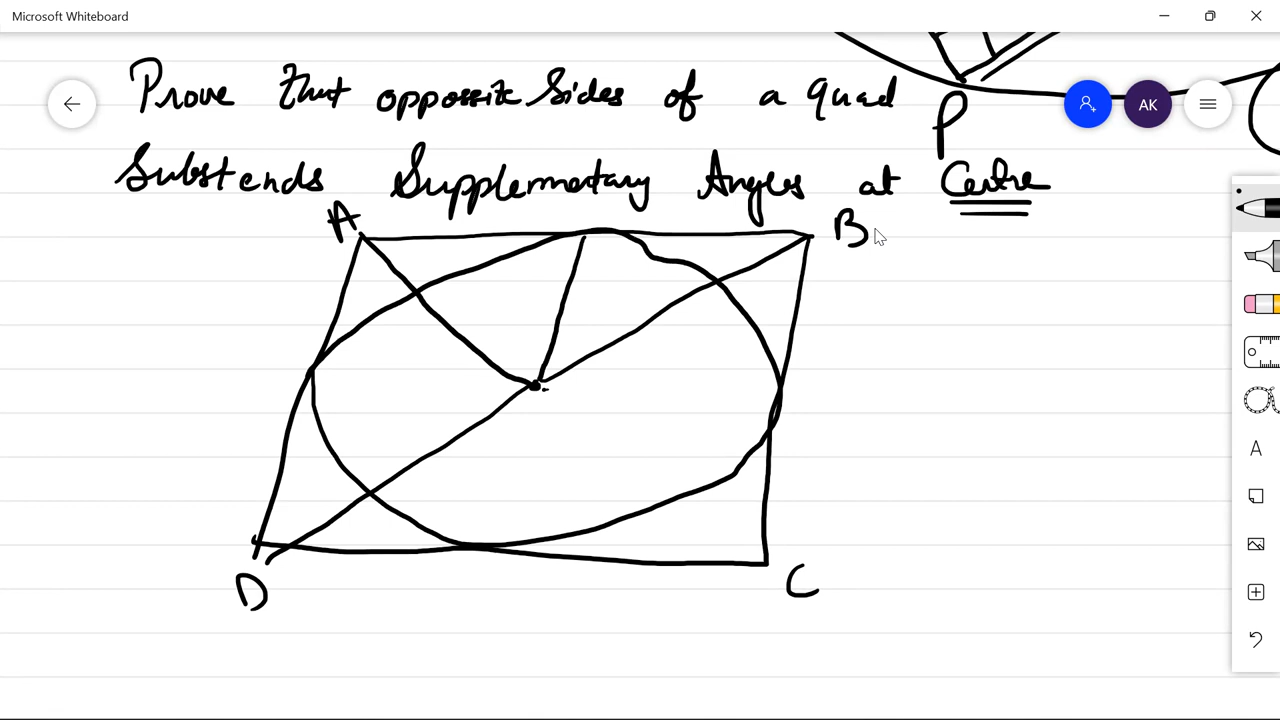 Microsoft Whiteboard
Prove that opposite Sides of a quad
Substends Supplementary Angles at Centre
P
AK
A
B
D
C
A